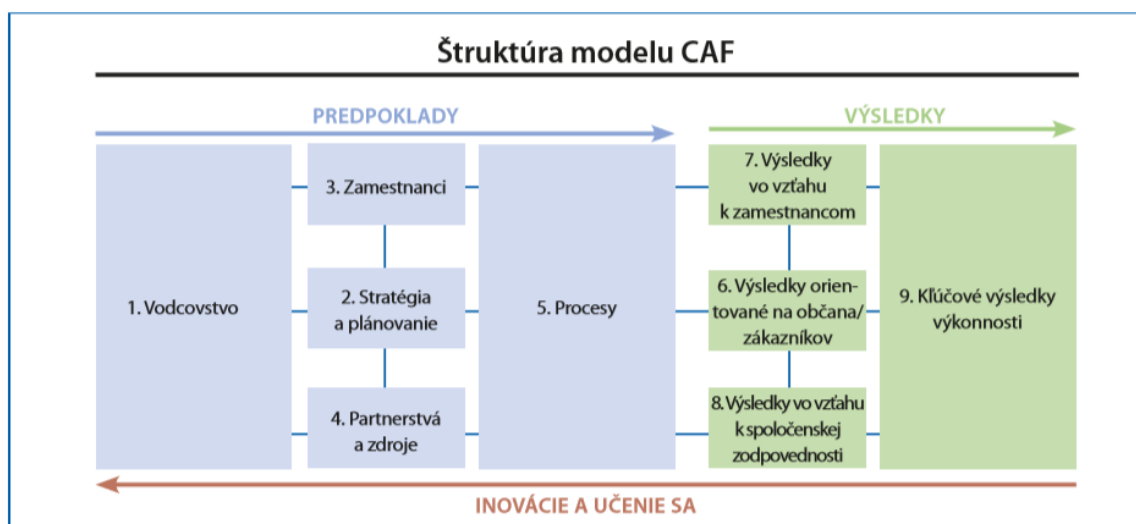 Štruktúra modelu CAF
PREDPOKLADY
VÝSLEDKY
1. Vodcovstvo
3. Zamestnanci
2. Stratégia
a plánovanie
4. Partnerstvá
a zdroje
5. Procesy
7. Výsledky
vo vzťahu
k zamestnancom
6. Výsledky orien-
tované na občana/
zákazníkov
8. Výsledky vo vzťahu
k spoločenskej
zodpovednosti
9. Kľúčové výsledky
výkonnosti
INOVÁCIE A UČENIE SA